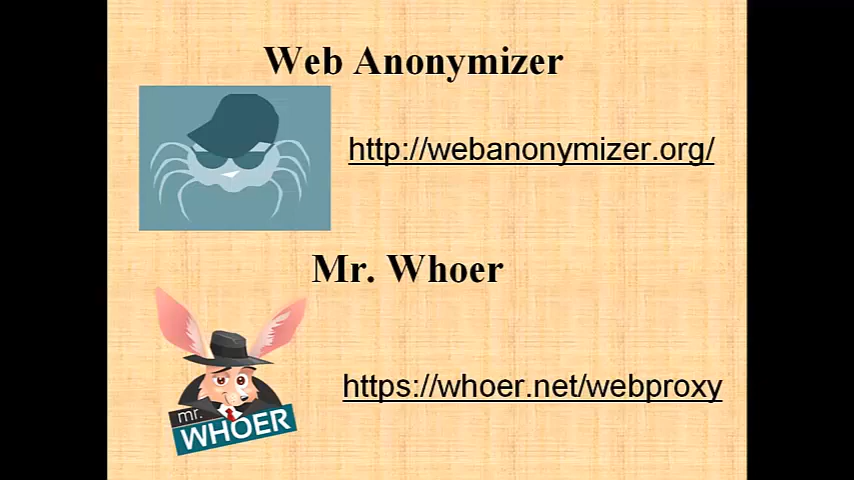 Web Anonymizer
http://webanonymizer.org/
Mr. Whoer
https://whoer.net/webproxy
mr.
WHOER